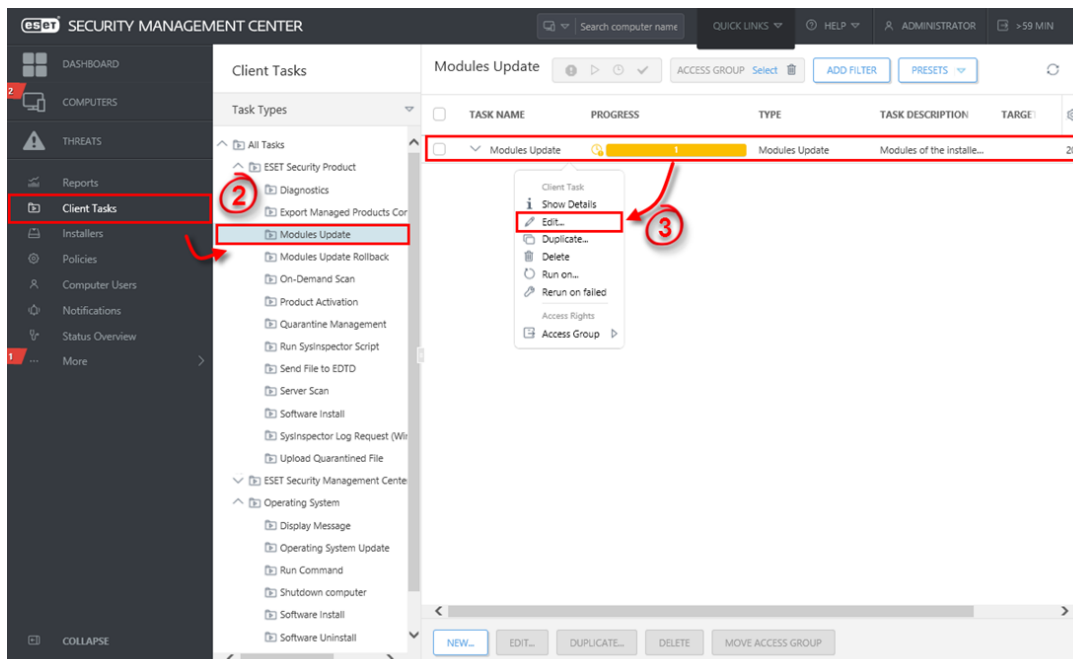 eset SECURITY MANAGEMENT CENTER
Search computer name
QUICK LINKS
HELP
ADMINISTRATOR
>59 MIN
DASHBOARD
2
COMPUTERS
THREATS
Reports
Client Tasks
Installers
Policies
Computer Users
Notifications
Status Overview
1
More
COLLAPSE
Client Tasks
Task Types
All Tasks
ESET Security Product
2
Diagnostics
Export Managed Products Cor
Modules Update
Modules Update Rollback
On-Demand Scan
Product Activation
Quarantine Management
Run SysInspector Script
Send File to EDTD
Server Scan
Software Install
SysInspector Log Request (Wir
Upload Quarantined File
ESET Security Management Cente
Operating System
Display Message
Operating System Update
Run Command
Shutdown computer
Software Install
Software Uninstall
Modules Update
ACCESS GROUP Select
ADD FILTER
PRESETS
TASK NAME PROGRESS TYPE TASK DESCRIPTION TARGET
Modules Update 1 Modules Update Modules of the installe... 20
Client Task
Show Details
Edit...
3
Duplicate...
Delete
Run on...
Rerun on failed
Access Rights
Access Group
NEW... EDIT... DUPLICATE... DELETE MOVE ACCESS GROUP